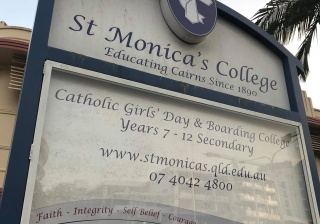 St Monica's College
Educating Cairns Since 1890
Catholic Girls' Day & Boarding College
Years 7 - 12 Secondary
www.stmonicas.qld.edu.au
07 4042 4800
Faith - Integrity - Self Belief - Courage